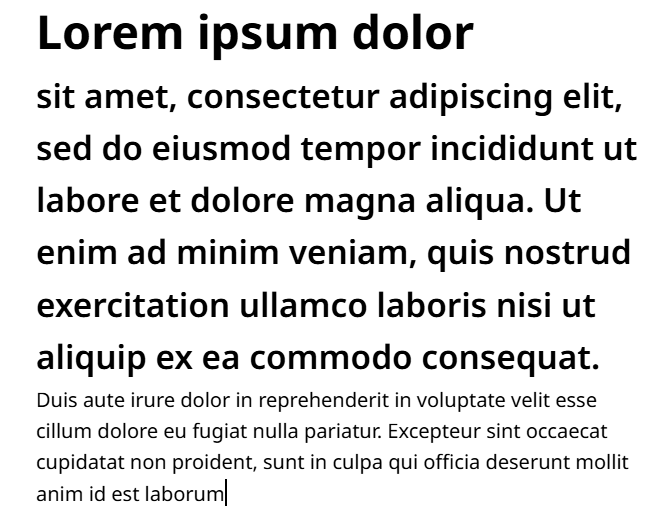 Lorem ipsum dolor
sit amet, consectetur adipiscing elit,
sed do eiusmod tempor incididunt ut
labore et dolore magna aliqua. Ut
enim ad minim veniam, quis nostrud
exercitation ullamco laboris nisi ut
aliquip ex ea commodo consequat.
Duis aute irure dolor in reprehenderit in voluptate velit esse
cillum dolore eu fugiat nulla pariatur. Excepteur sint occaecat
cupidatat non proident, sunt in culpa qui officia deserunt mollit
anim id est laborum